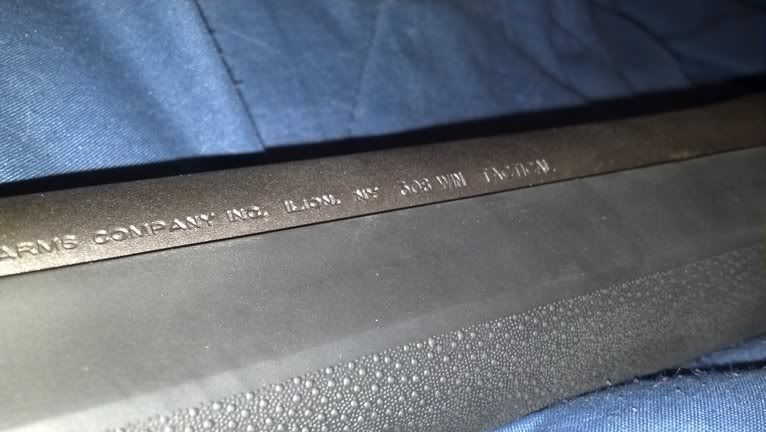 ARMS COMPANY INC. ILION. NY 308 WIN TACTICAL